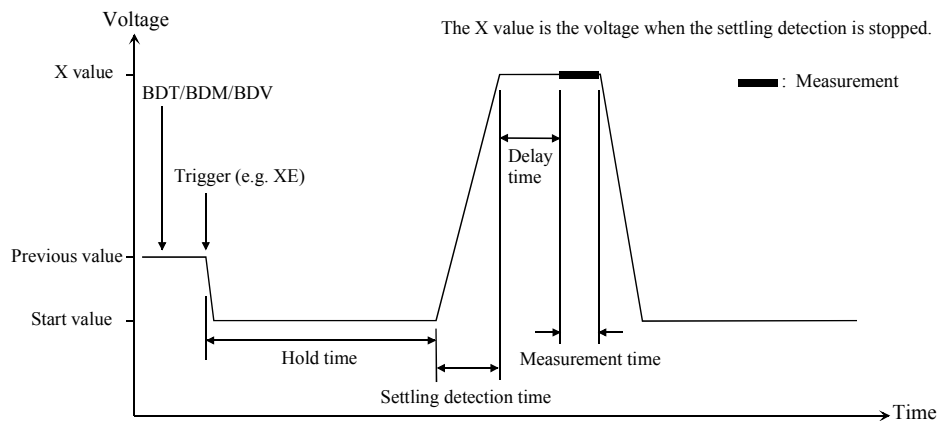 Voltage
The X value is the voltage when the settling detection is stopped.
X value
BDT/BDM/BDV
: Measurement
Delay
time
Trigger (e.g. XE)
Previous value
Start value
Hold time
Measurement time
Settling detection time
Time